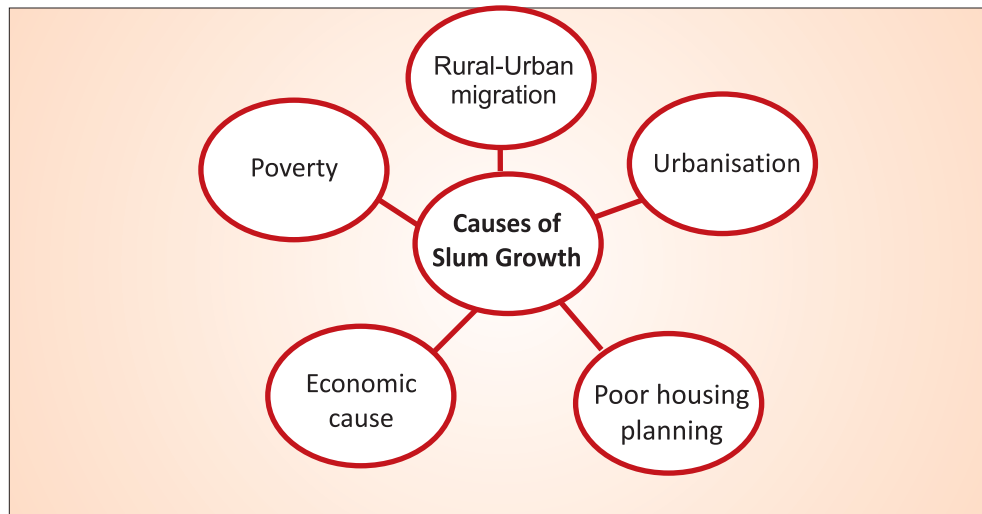 Rural-Urban
migration
Poverty
Urbanisation
Causes of
Slum Growth
Economic
cause
Poor housing
planning